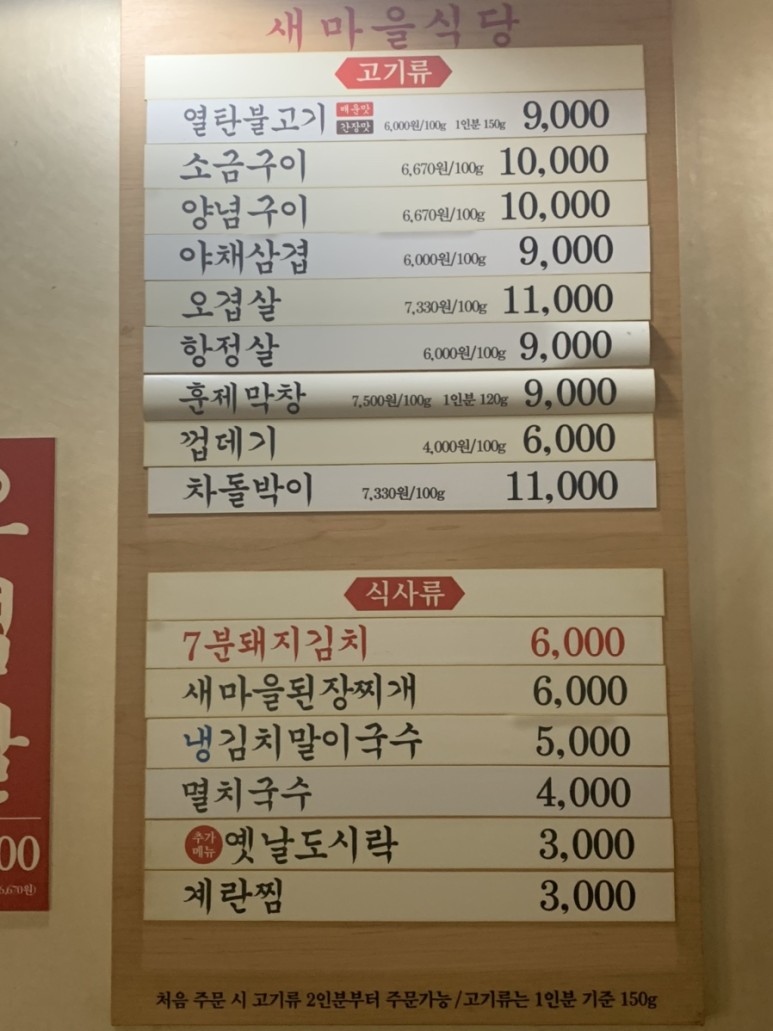 새마을식당
고기류
열탄불고기 매운맛 간장맛 6,000원/100g 1인분 150g 9,000
소금구이 6,670원/100g 10,000
양념구이 6,670원/100g 10,000
야채삼겹 6,000원/100g 9,000
오겹살 7,330원/100g 11,000
항정살 6,000원/100g 9,000
훈제막창 7,500원/100g 1인분 120g 9,000
껍데기 4,000원/100g 6,000
차돌박이 7,330원/100g 11,000
식사류
7분돼지김치 6,000
새마을된장찌개 6,000
냉김치말이국수 5,000
멸치국수 4,000
추가메뉴 옛날도시락 3,000
계란찜 3,000
처음 주문 시 고기류 2인분부터 주문가능/고기류는 1인분 기준 150g